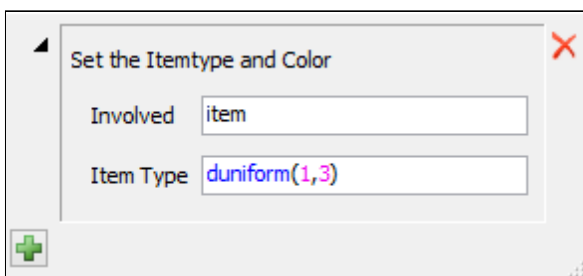 Set the Itemtype and Color
Involved item
Item Type duniform(1,3)